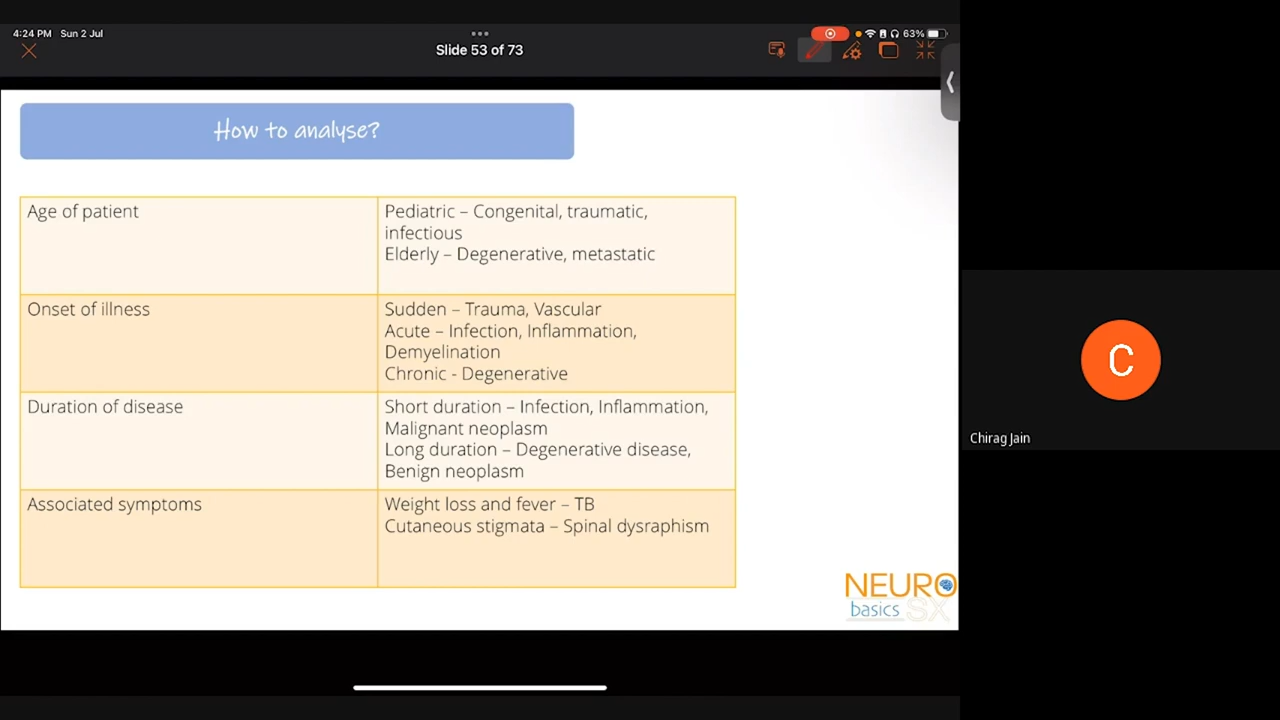 4:24 PM Sun 2 Jul
63%
Slide 53 of 73
How to analyse?
Age of patient
Pediatric – Congenital, traumatic,
infectious
Elderly – Degenerative, metastatic
Onset of illness
Sudden – Trauma, Vascular
Acute – Infection, Inflammation,
Demyelination
Chronic - Degenerative
Duration of disease
Short duration – Infection, Inflammation,
Malignant neoplasm
Long duration – Degenerative disease,
Benign neoplasm
Associated symptoms
Weight loss and fever – TB
Cutaneous stigmata – Spinal dysraphism
NEURO
basics SX
C
Chirag Jain